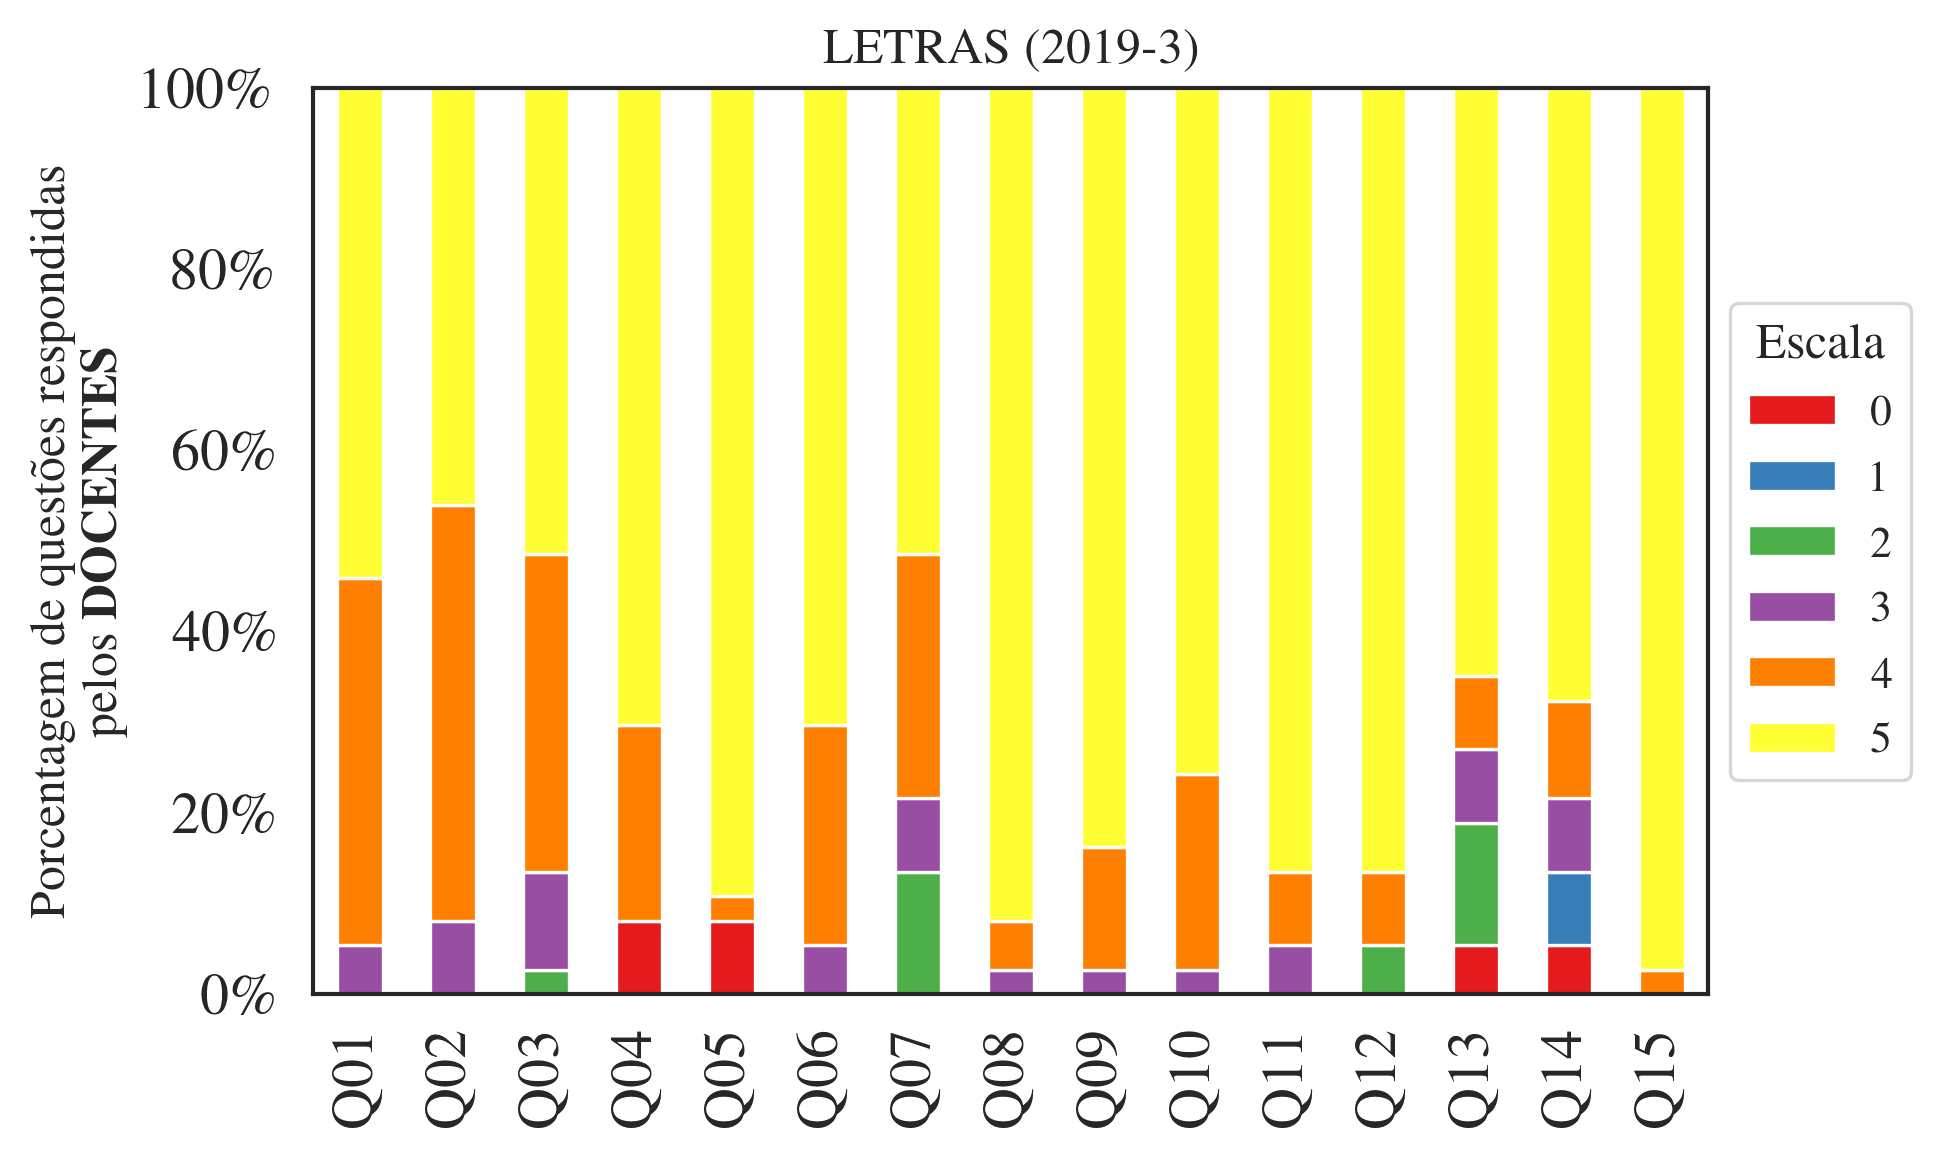 LETRAS (2019-3)
100%
80%
60%
40%
20%
0%
Porcentagem de questões respondidas
pelos DOCENTES
Q01
Q02
Q03
Q04
Q05
Q06
Q07
Q08
Q09
Q10
Q11
Q12
Q13
Q14
Q15
Escala
0
1
2
3
4
5